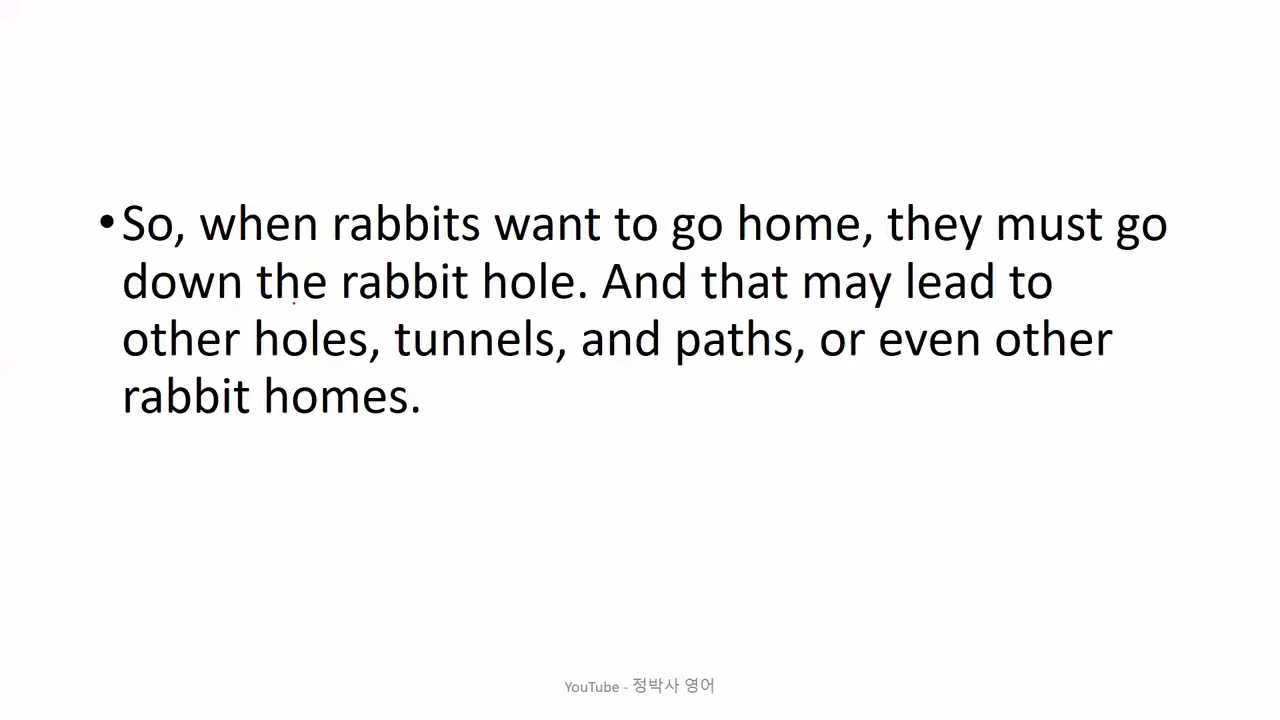 •So, when rabbits want to go home, they must go
down the rabbit hole. And that may lead to
other holes, tunnels, and paths, or even other
rabbit homes.
YouTube - 정박사 영어